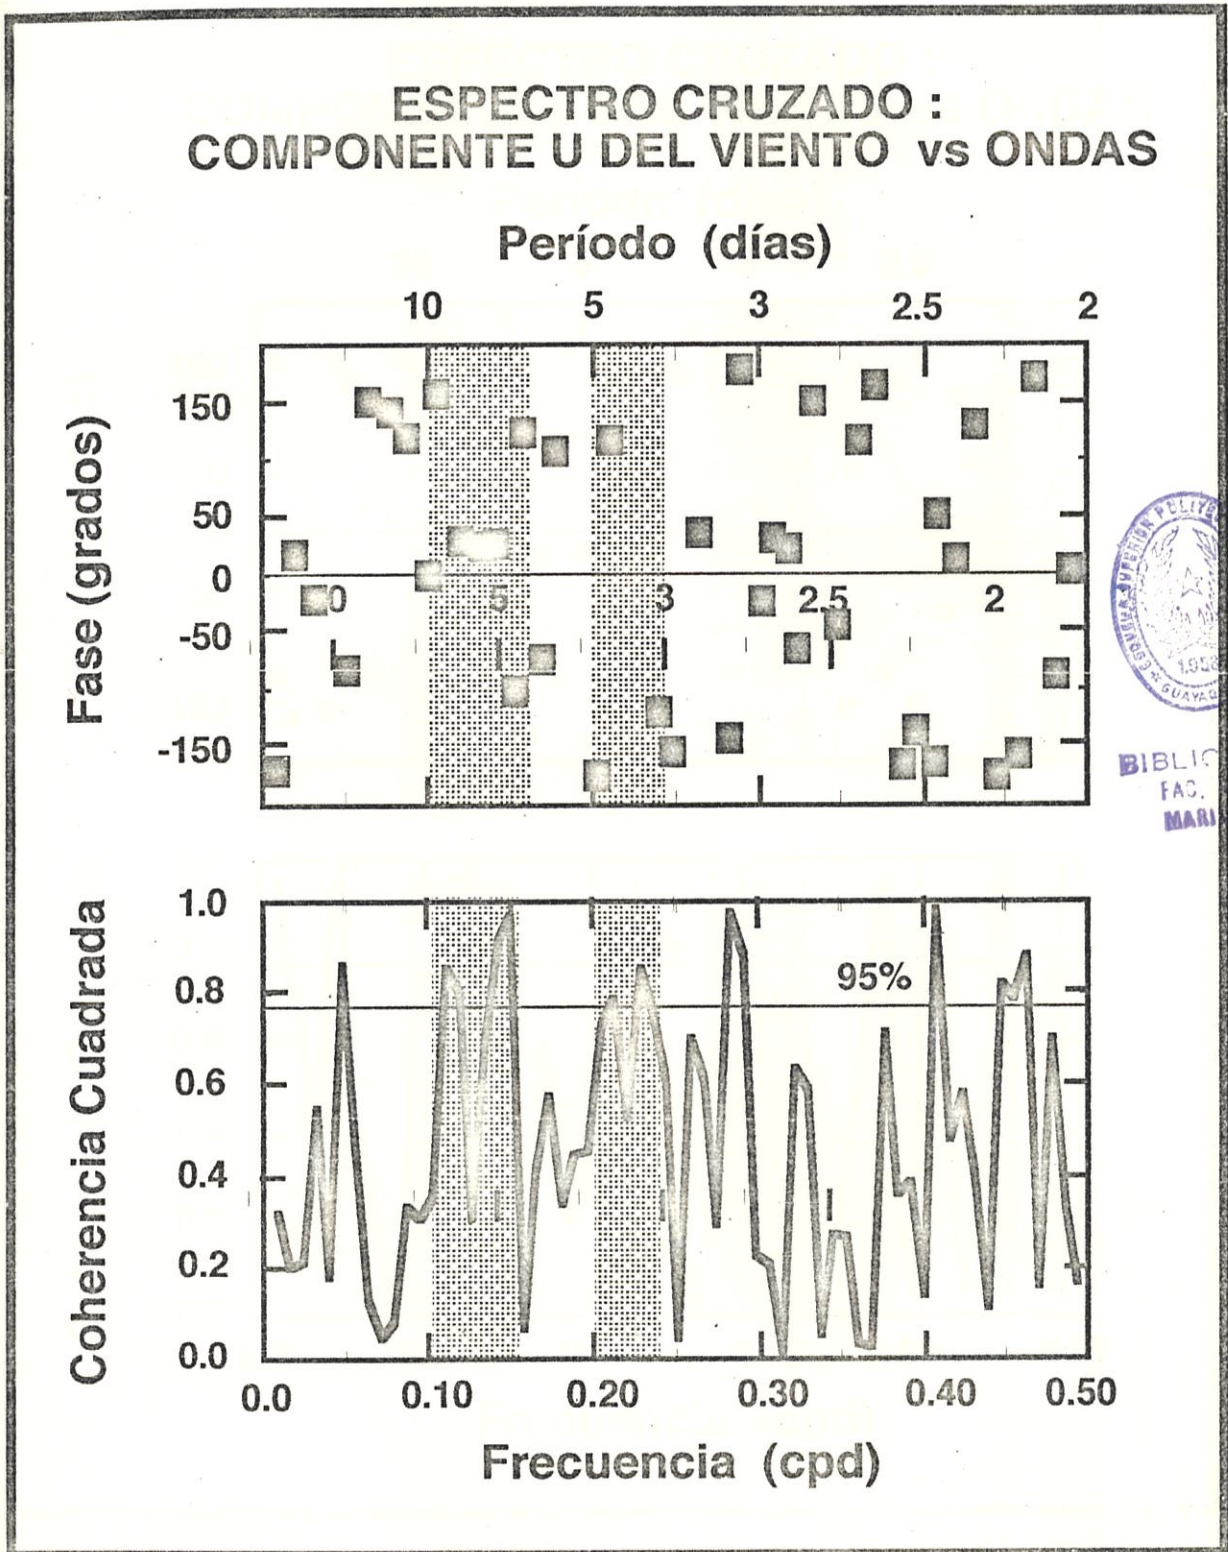 ESPECTRO CRUZADO :
COMPONENTE U DEL VIENTO vs ONDAS
Período (días)
10 5 3 2.5 2
Fase (grados)
150
50
0
-50
-150
0 5 3 2.5 2
Coherencia Cuadrada
1.0
0.8
0.6
0.4
0.2
0.0
95%
0.0 0.10 0.20 0.30 0.40 0.50
Frecuencia (cpd)
1958
FAC.